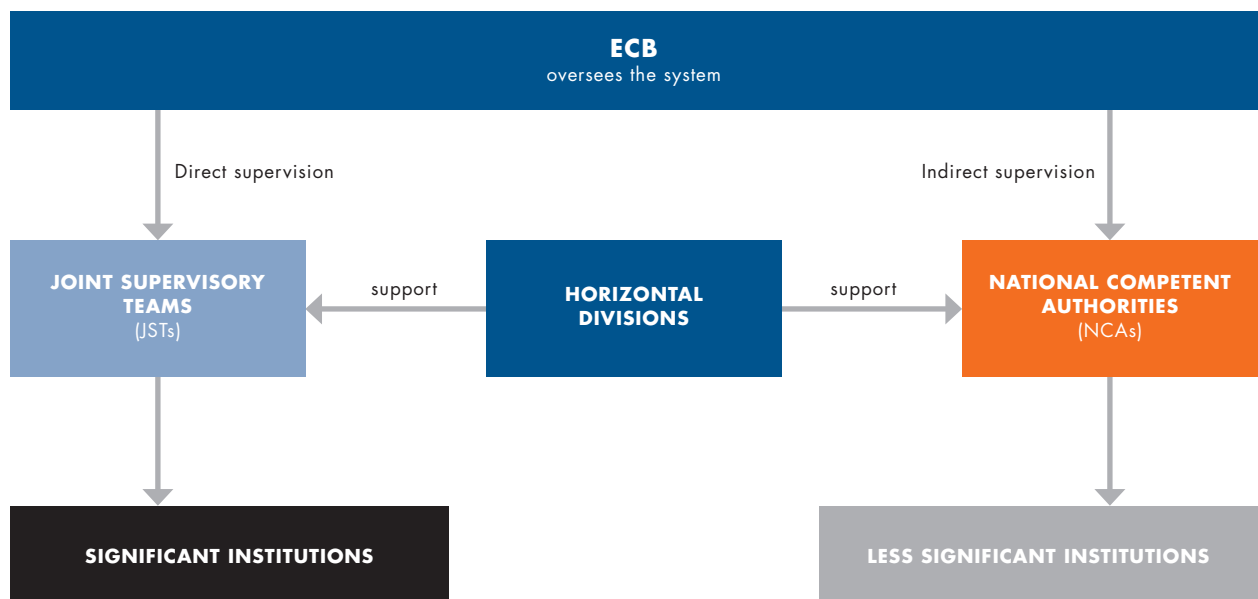 ECB
oversees the system
Direct supervision
Indirect supervision
JOINT SUPERVISORY
TEAMS
(JSTs)
support
HORIZONTAL
DIVISIONS
support
NATIONAL COMPETENT
AUTHORITIES
(NCAs)
SIGNIFICANT INSTITUTIONS
LESS SIGNIFICANT INSTITUTIONS